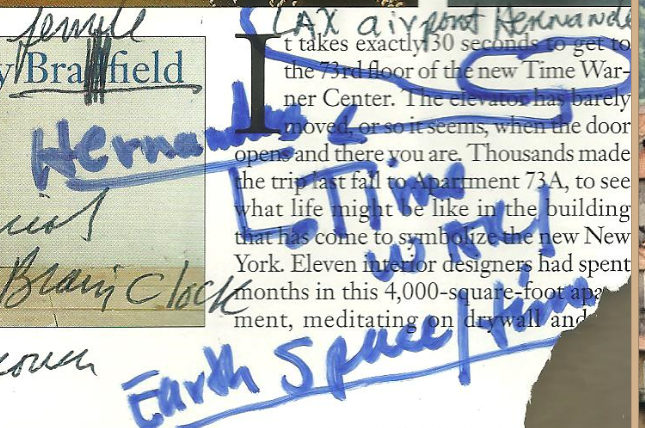 female
LAX airport Hernande
y Bradfield
It takes exactly 30 seconds to get to
the 73rd floor of the new Time War-
ner Center. The elevator has barely
moved, or so it seems, when the door
opens and there you are. Thousands made
the trip last fall to Apartment 73A, to see
what life might be like in the building
that has come to symbolize the new New
York. Eleven interior designers had spent
months in this 4,000-square-foot apa
ment, meditating on drywall and
Hernandez
Time
Brain Clock
Earth Space/time